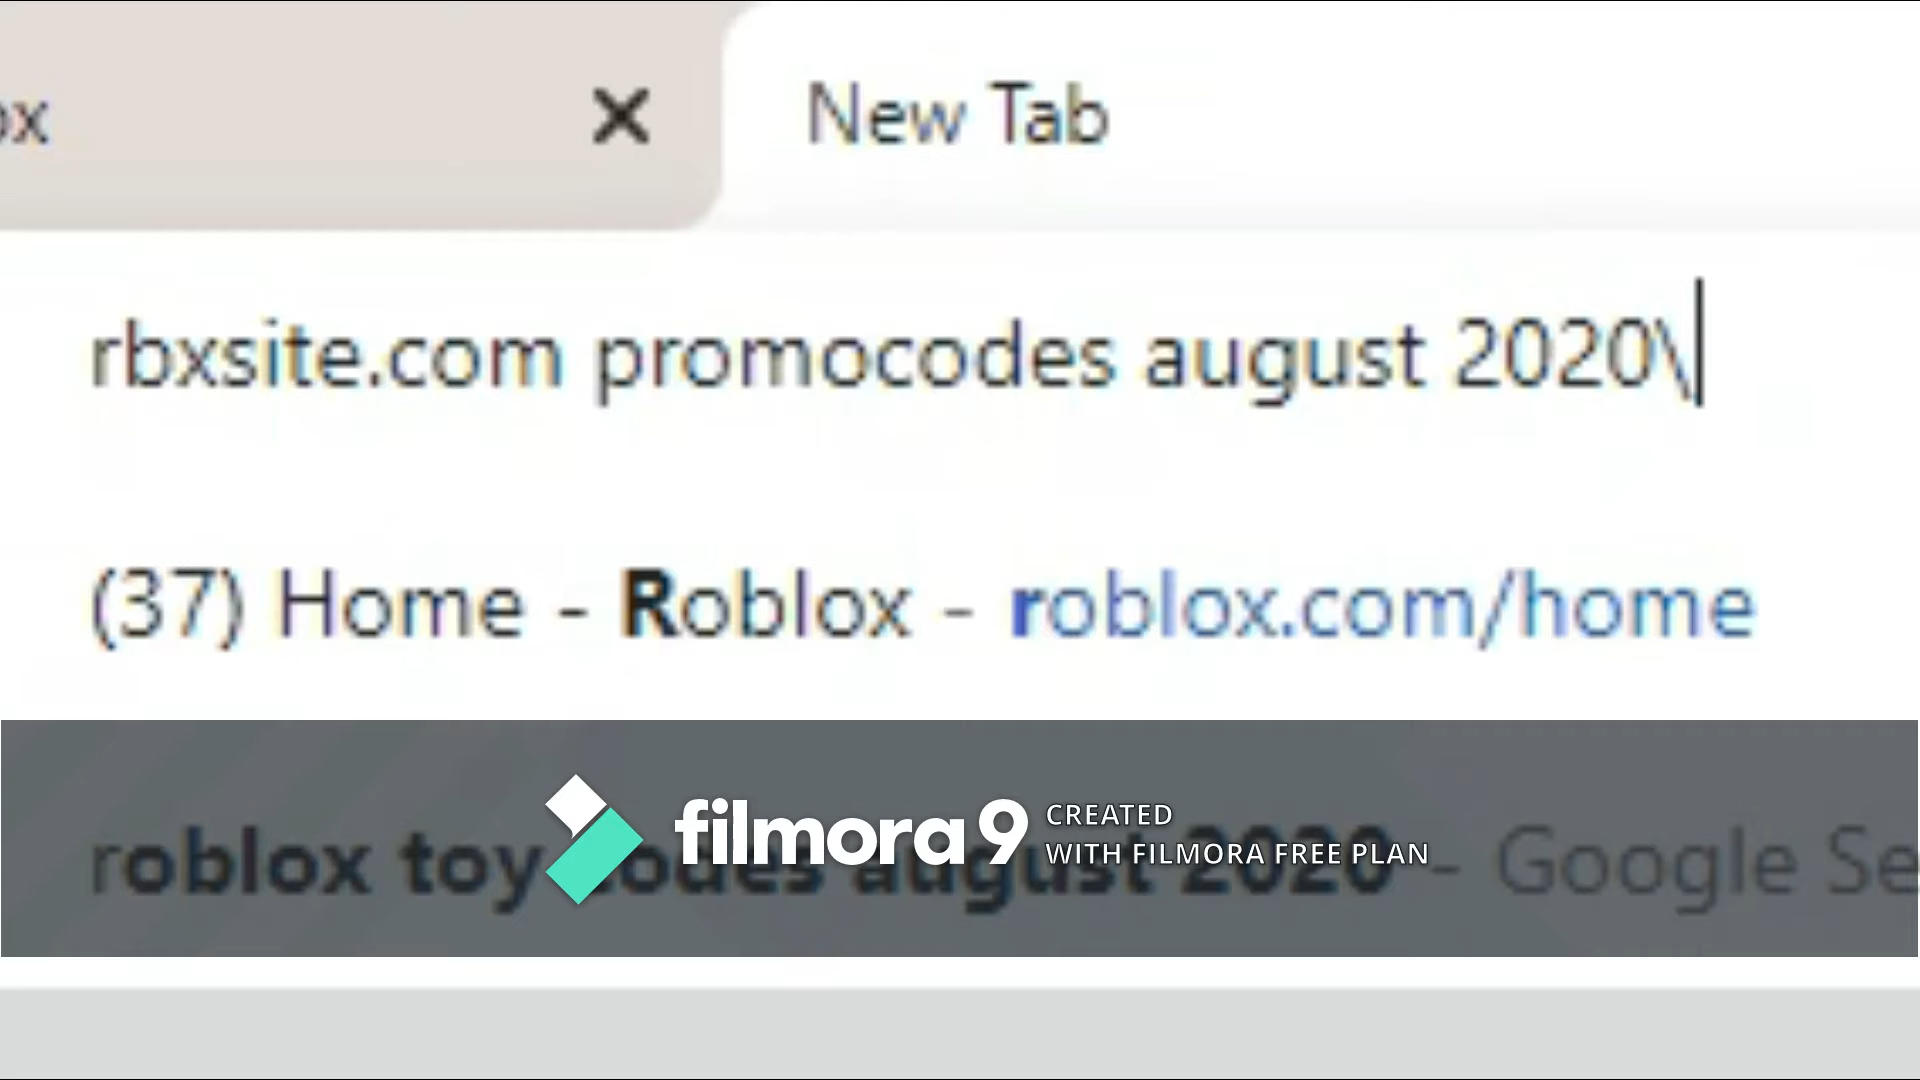 ox
New Tab
rbxsite.com promocodes august 2020\
(37) Home - Roblox - roblox.com/home
roblox toy codes august 2020 - Google Se
filmora9
CREATED
WITH FILMORA FREE PLAN